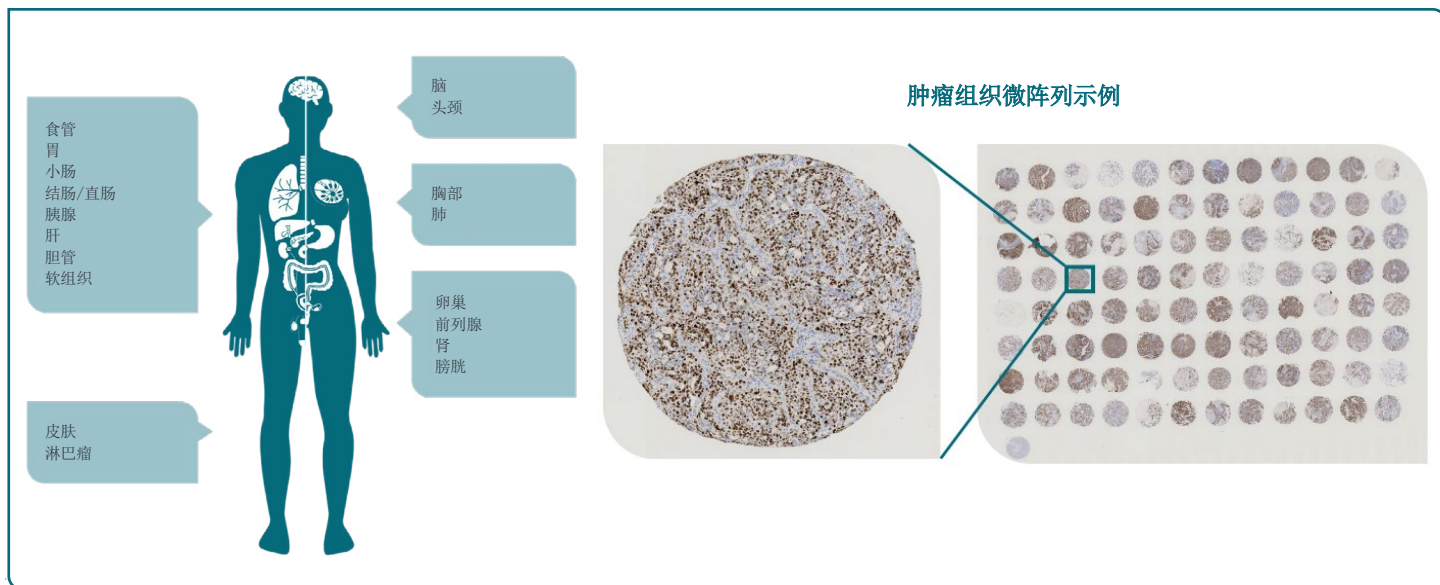 食管
胃
小肠
结肠/直肠
胰腺
肝
胆管
软组织
皮肤
淋巴瘤
脑
头颈
胸部
肺
卵巢
前列腺
肾
膀胱
肿瘤组织微阵列示例